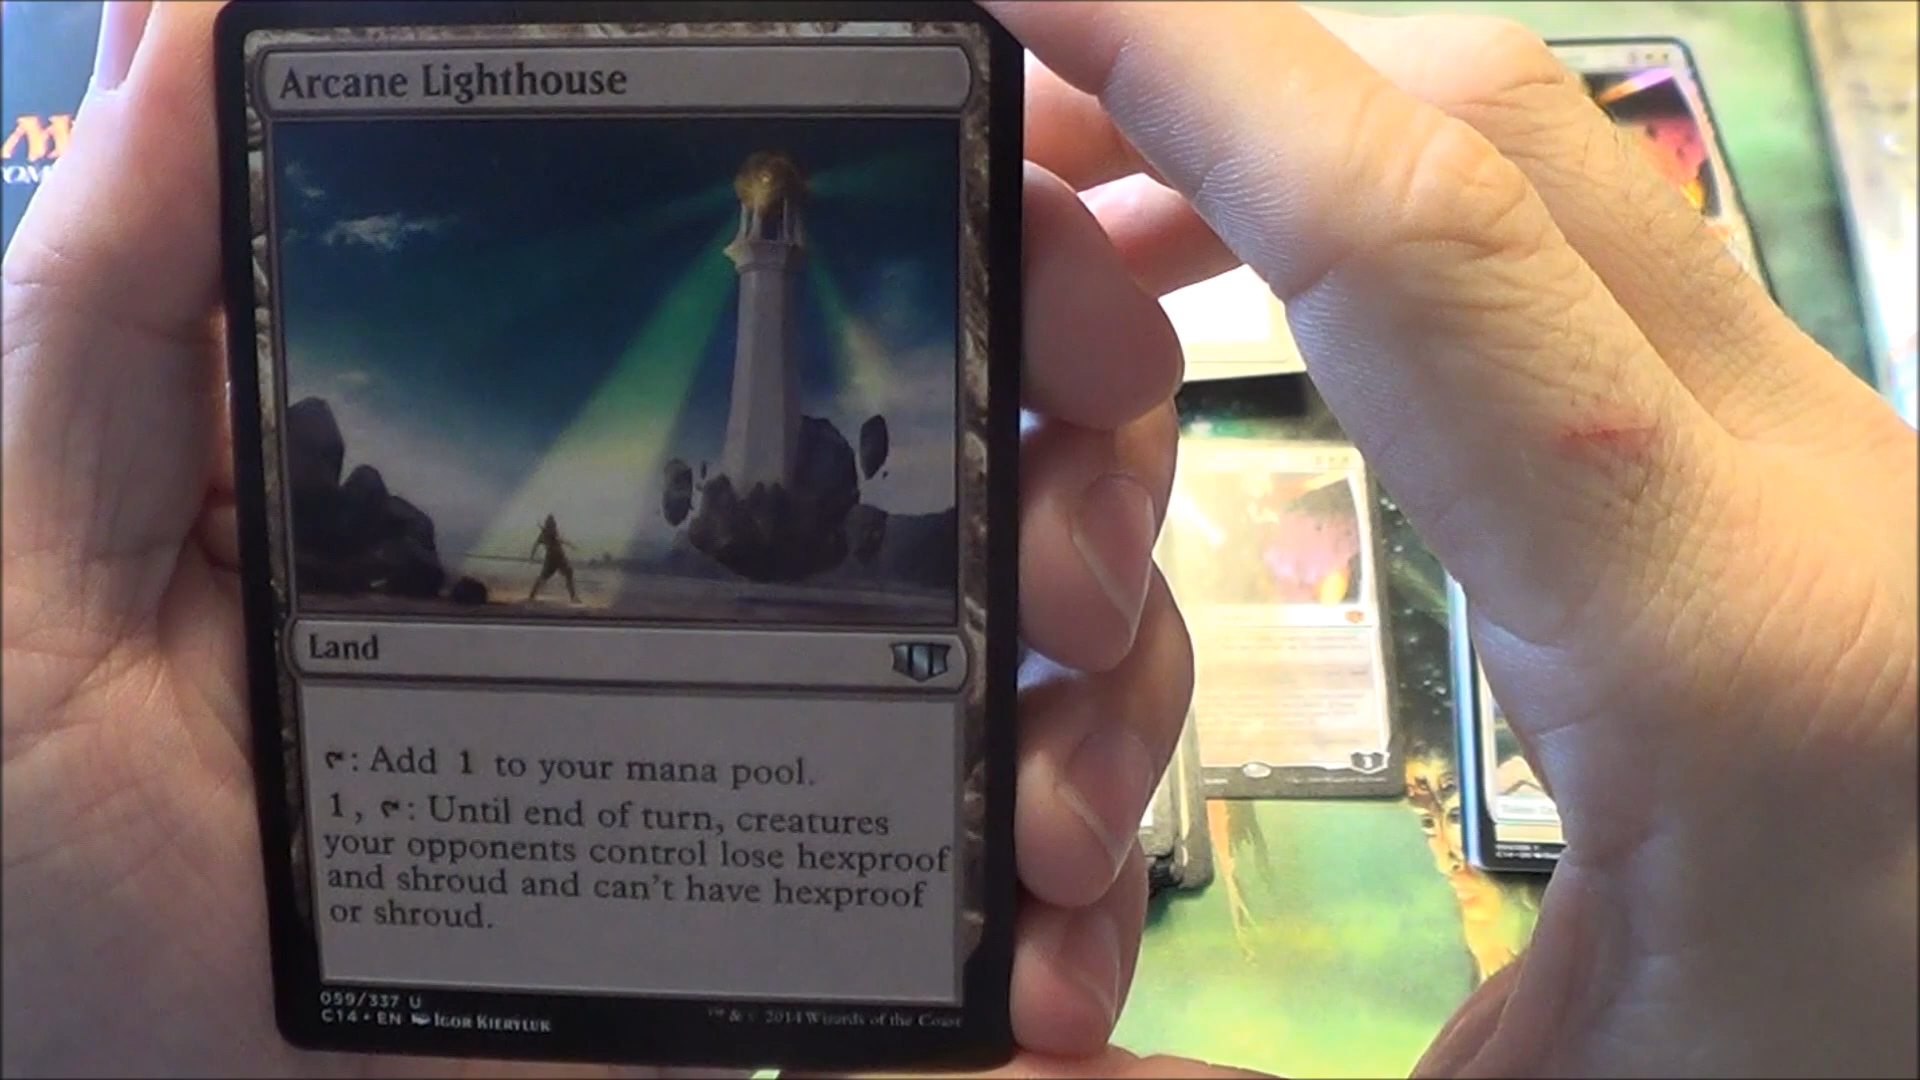 Arcane Lighthouse
Land
: Add 1 to your mana pool.
1, : Until end of turn, creatures
your opponents control lose hexproof
and shroud and can't have hexproof
or shroud.
059/337 U
C14 • EN Igor Kieryluk
™ & © 2014 Wizards of the Coast